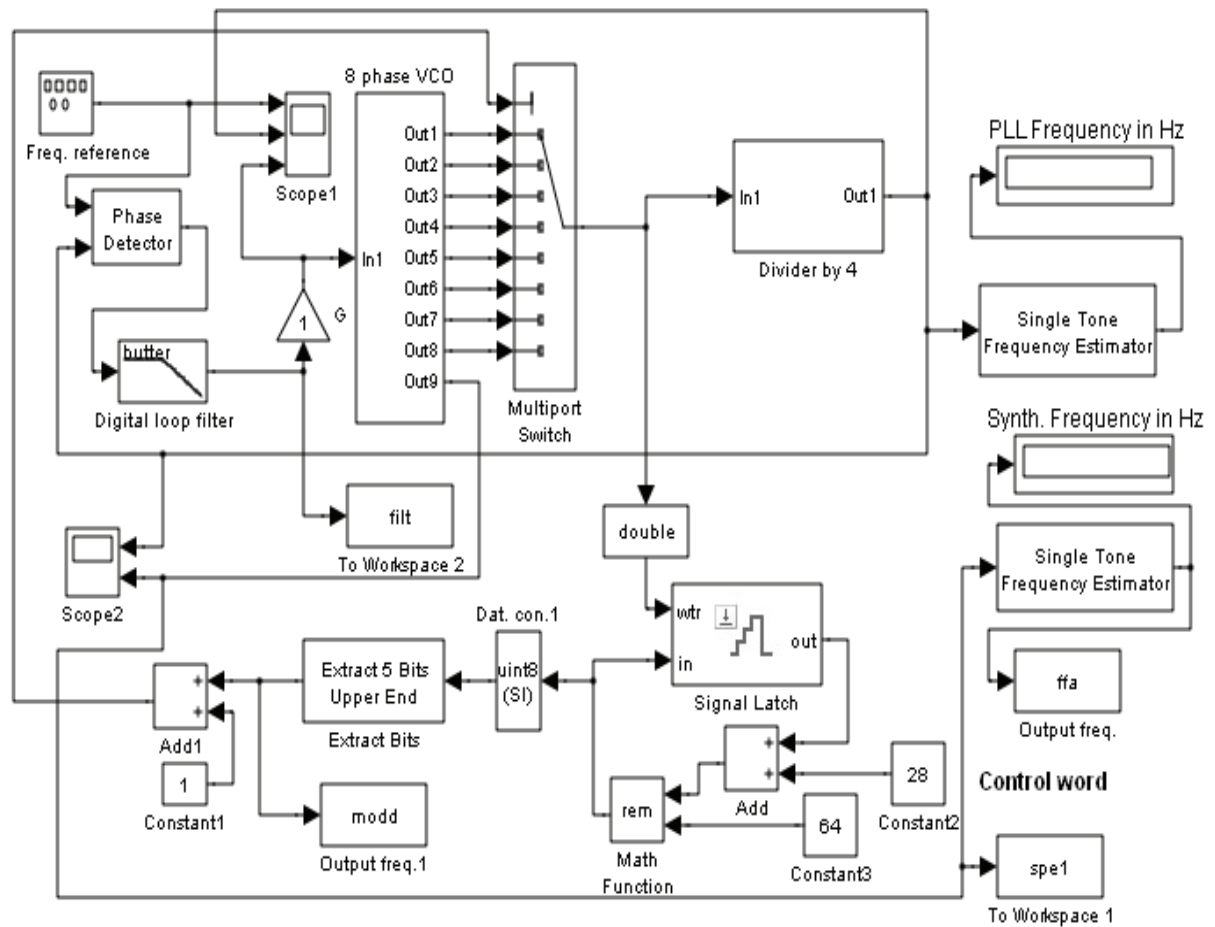 8 phase VCO
Freq. reference
Scope1
Phase
Detector
In1
Out1
Out2
Out3
Out4
Out5
Out6
Out7
Out8
Out9
1
G
butter
Digital loop filter
Multiport
Switch
In1
Out1
Divider by 4
PLL Frequency in Hz
Single Tone
Frequency Estimator
Synth. Frequency in Hz
Single Tone
Frequency Estimator
ffa
Output freq.
Control word
filt
To Workspace 2
Scope2
double
wtr
in
out
Signal Latch
Dat. con.1
uint8
(SI)
Extract 5 Bits
Upper End
Extract Bits
+
+
Add1
1
Constant1
modd
Output freq.1
rem
Math
Function
+
+
Add
28
Constant2
64
Constant3
spe1
To Workspace 1